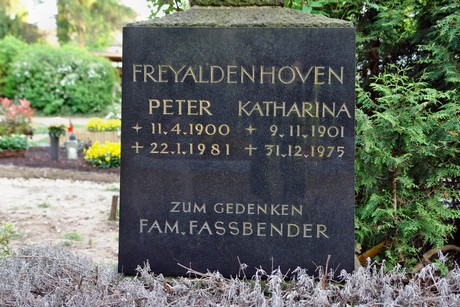 FREYALDENHOVEN
PETER KATHARINA
+ 11.4.1900 + 9.11.1901
+ 22.1.1981 + 31.12.1975
ZUM GEDENKEN
FAM. FASSBENDER